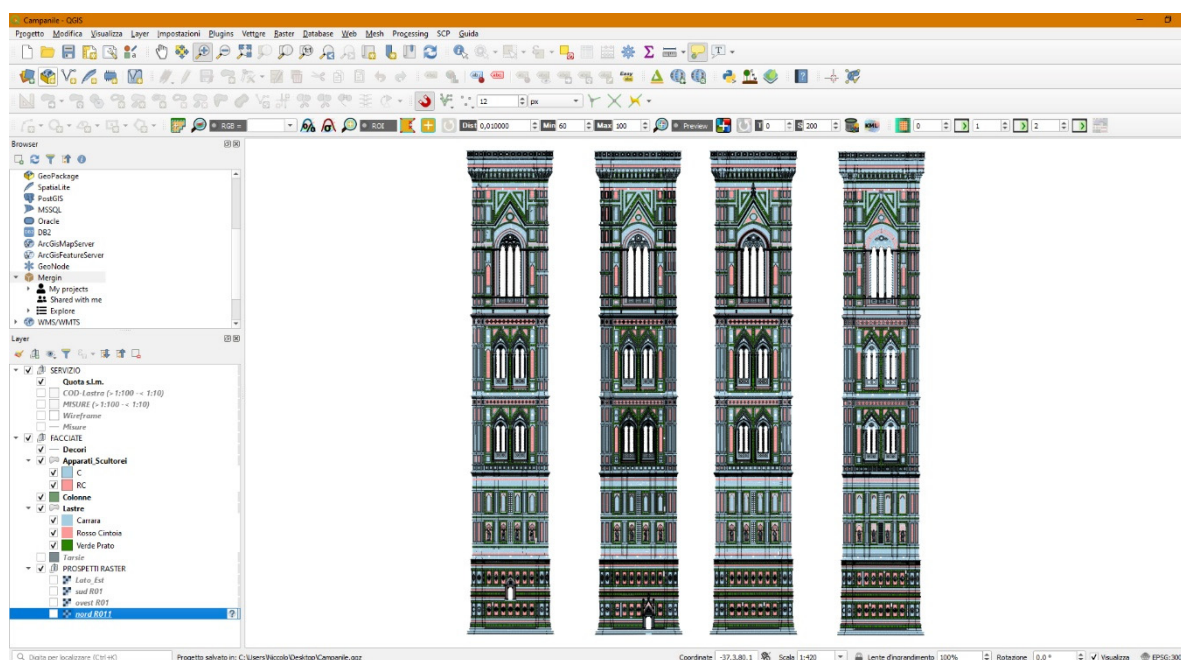 Campanile - QGIS
Progetto Modifica Visualizza Layer Impostazioni Plugins Vettore Raster Database Web Mesh Processing SCP Guida
12 px
RGB = ROI Dist 0,010000 Min 60 Max 100 Preview T 0 S 200 KML 0 1 2
Browser
GeoPackage
SpatiaLite
PostGIS
MSSQL
Oracle
DB2
ArcGisMapServer
ArcGisFeatureServer
GeoNode
Mergin
My projects
Shared with me
Explore
WMS/WMTS
Layer
SERVIZIO
Quota s.l.m.
COD-Lastra (> 1:100 - < 1:10)
MISURE (> 1:100 - < 1:10)
Wireframe
Misure
FACCIATE
Decori
Apparati_Scultorei
C
RC
Colonne
Lastre
Carrara
Rosso Cintoia
Verde Prato
Tarsie
PROSPETTI RASTER
Lato_Est
sud R01
ovest R01
nord R011
Digita per localizzare (Ctrl+K) Progetto salvato in: C:\Users\Niccolo\Desktop\Campanile.qgz Coordinate -37.3,80.1 Scala 1:420 Lente d'ingrandimento 100% Rotazione 0.0 ° Visualizza EPSG:300